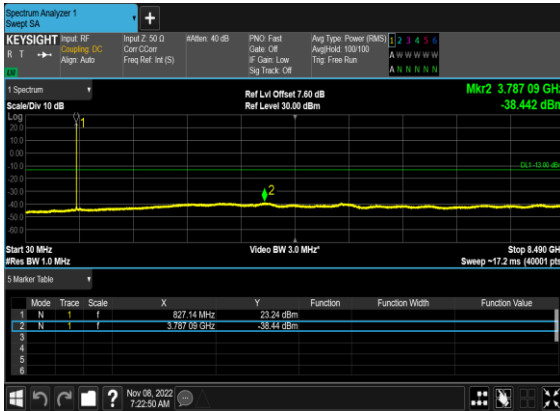 Spectrum Analyzer 1
Swept SA
+
KEYSIGHT Input: RF Input Z: 50 Ω #Atten: 40 dB PNO: Fast Avg Type: Power (RMS) 1 2 3 4 5 6
R T Coupling: DC Corr CCorr Gate: Off Avg|Hold: 100/100 A W W W W W
Align: Auto Freq Ref: Int (S) IF Gain: Low Trig: Free Run
Sig Track: Off A N N N N N
1 Spectrum
Scale/Div 10 dB
Ref Lvl Offset 7.60 dB
Ref Level 30.00 dBm
Mkr2 3.787 09 GHz
-38.442 dBm
Log
1
20.0
10.0
0.00
-10.0
DL1 -13.00 dBm
-20.0
-30.0
2
-40.0
-50.0
-60.0
Start 30 MHz Video BW 3.0 MHz* Stop 8.490 GH
#Res BW 1.0 MHz Sweep ~17.2 ms (40001 pts
5 Marker Table
Mode Trace Scale X Y Function Function Width Function Value
1 N 1 f 827.14 MHz 23.24 dBm
2 N 1 f 3.787 09 GHz -38.44 dBm
3
4
5
6
? Nov 08, 2022
7:22:50 AM